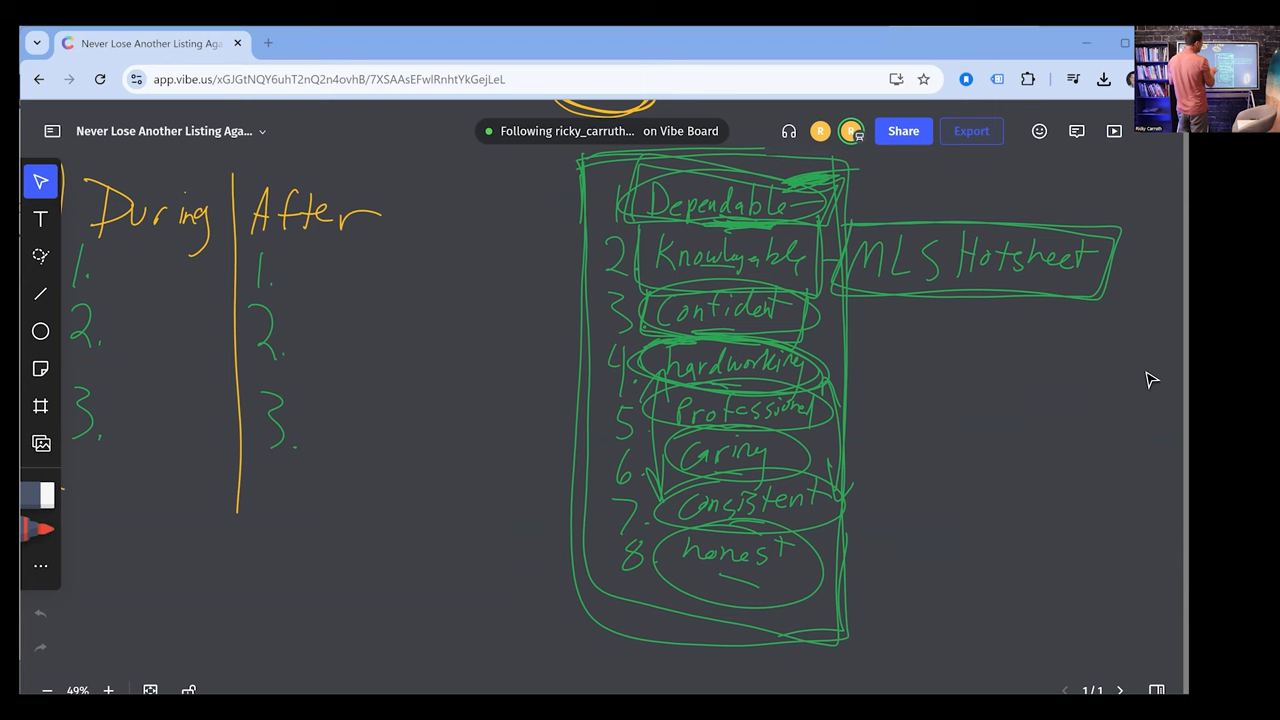 Never Lose Another Listing Aga
app.vibe.us/xGJGtNQY6uhT2nQ2n4ovhB/7XSAAsEFwlRnhtYkGejLeL
Never Lose Another Listing Aga...
Following ricky_carruth... on Vibe Board
R
R
Share
Export
Ricky Carruth
During
1.
2.
3.
After
1.
2.
3.
1. Dependable
2. Knowlegable - MLS Hotsheet
3. Confident
4. hardworking
5. Professional
6. Caring
7. Consistent
8. honest
T
49%
1/1